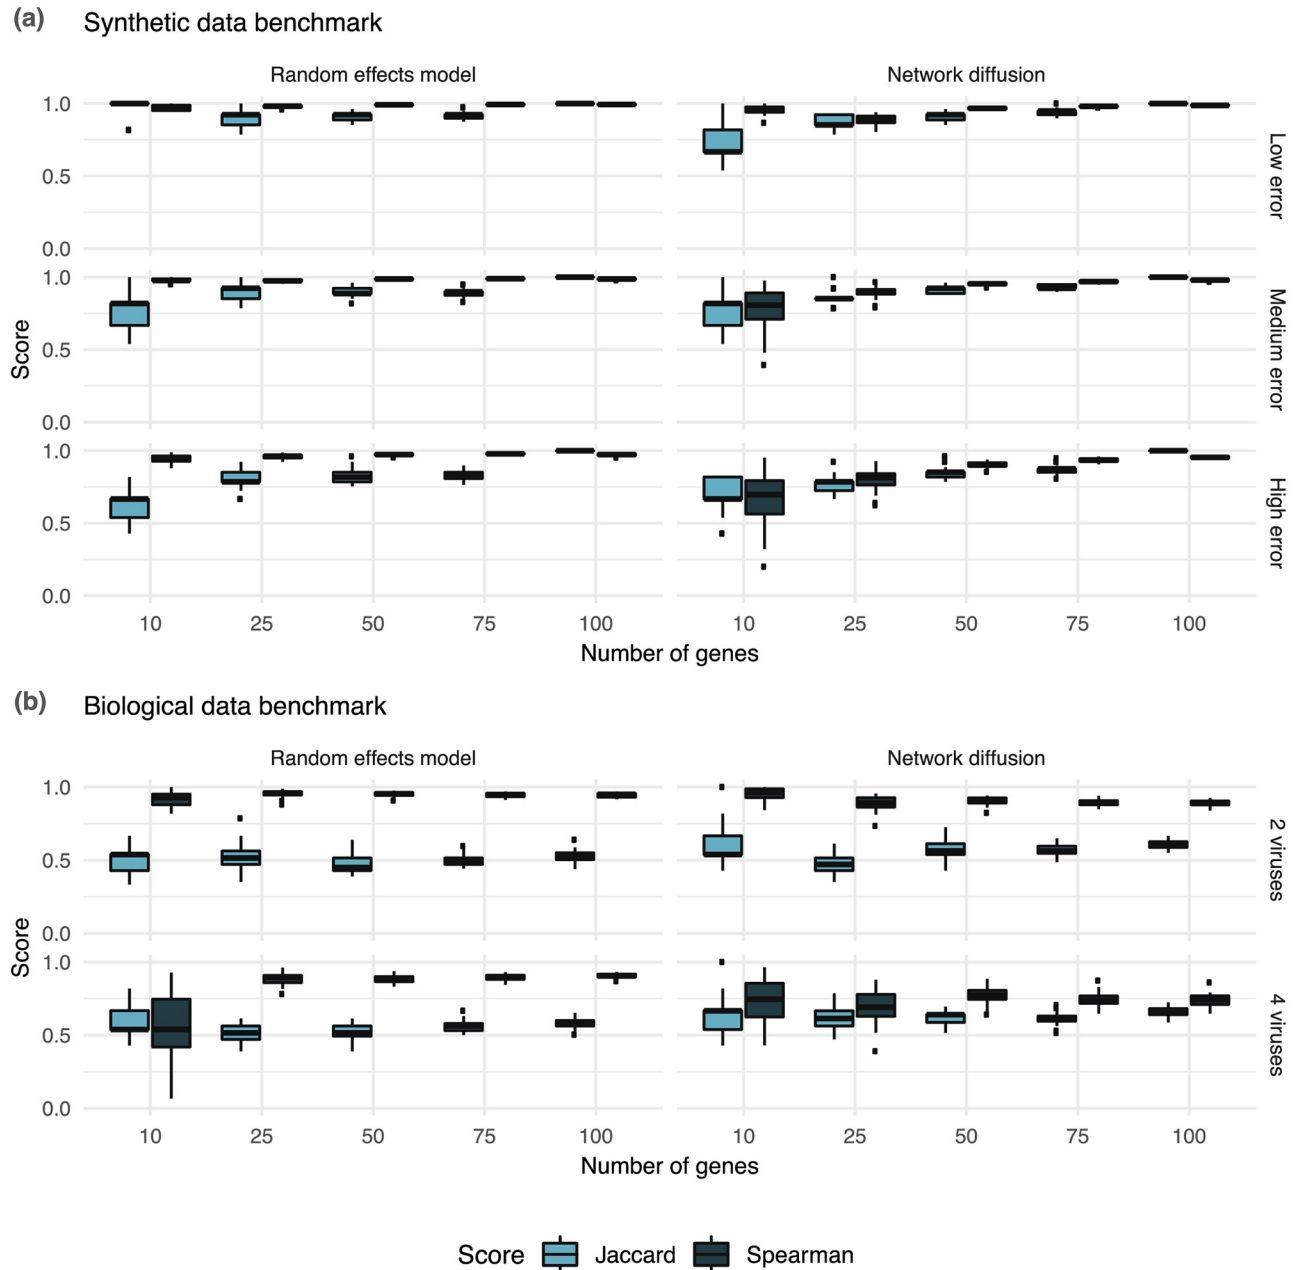 (a) Synthetic data benchmark
Random effects model Network diffusion
1.0
0.5
0.0
Low error
1.0
0.5
0.0
Medium error
1.0
0.5
0.0
High error
Score
10 25 50 75 100 10 25 50 75 100
Number of genes
(b) Biological data benchmark
Random effects model Network diffusion
1.0
0.5
0.0
2 viruses
1.0
0.5
0.0
4 viruses
Score
10 25 50 75 100 10 25 50 75 100
Number of genes
Score Jaccard Spearman